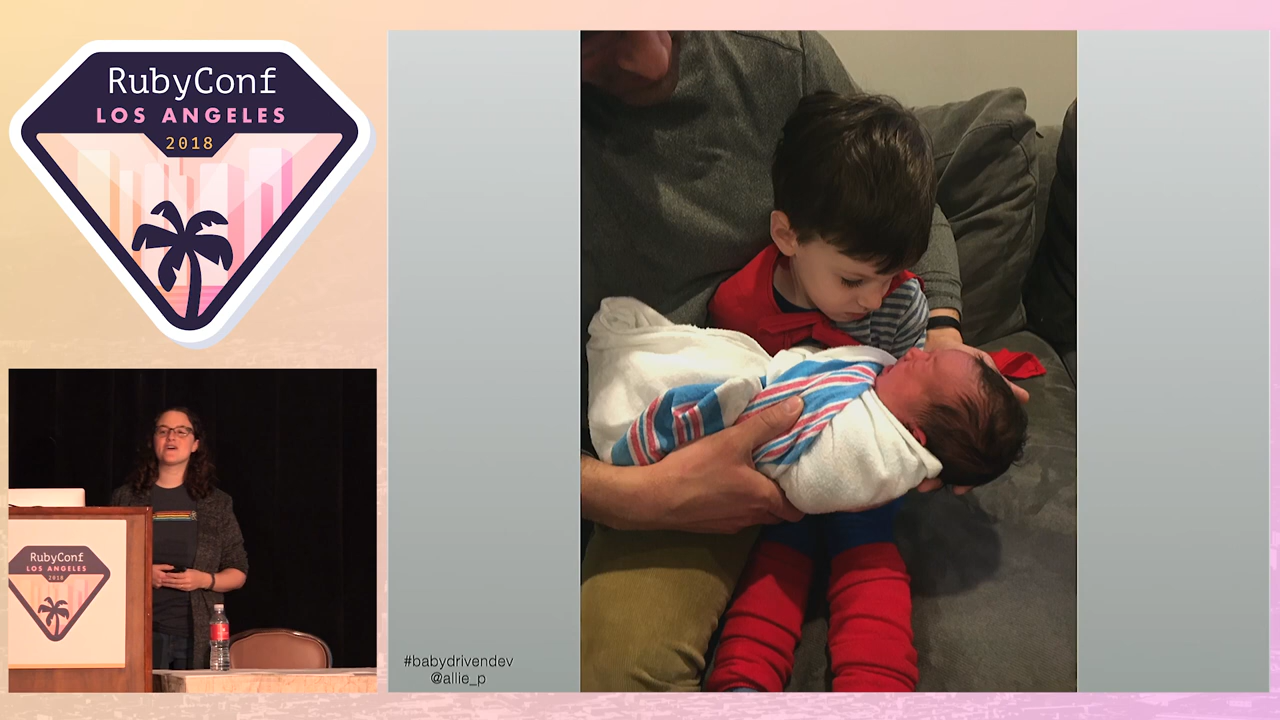 RubyConf
LOS ANGELES
2018
RubyConf
LOS ANGELES
2018
#babydrivendev
@allie_p